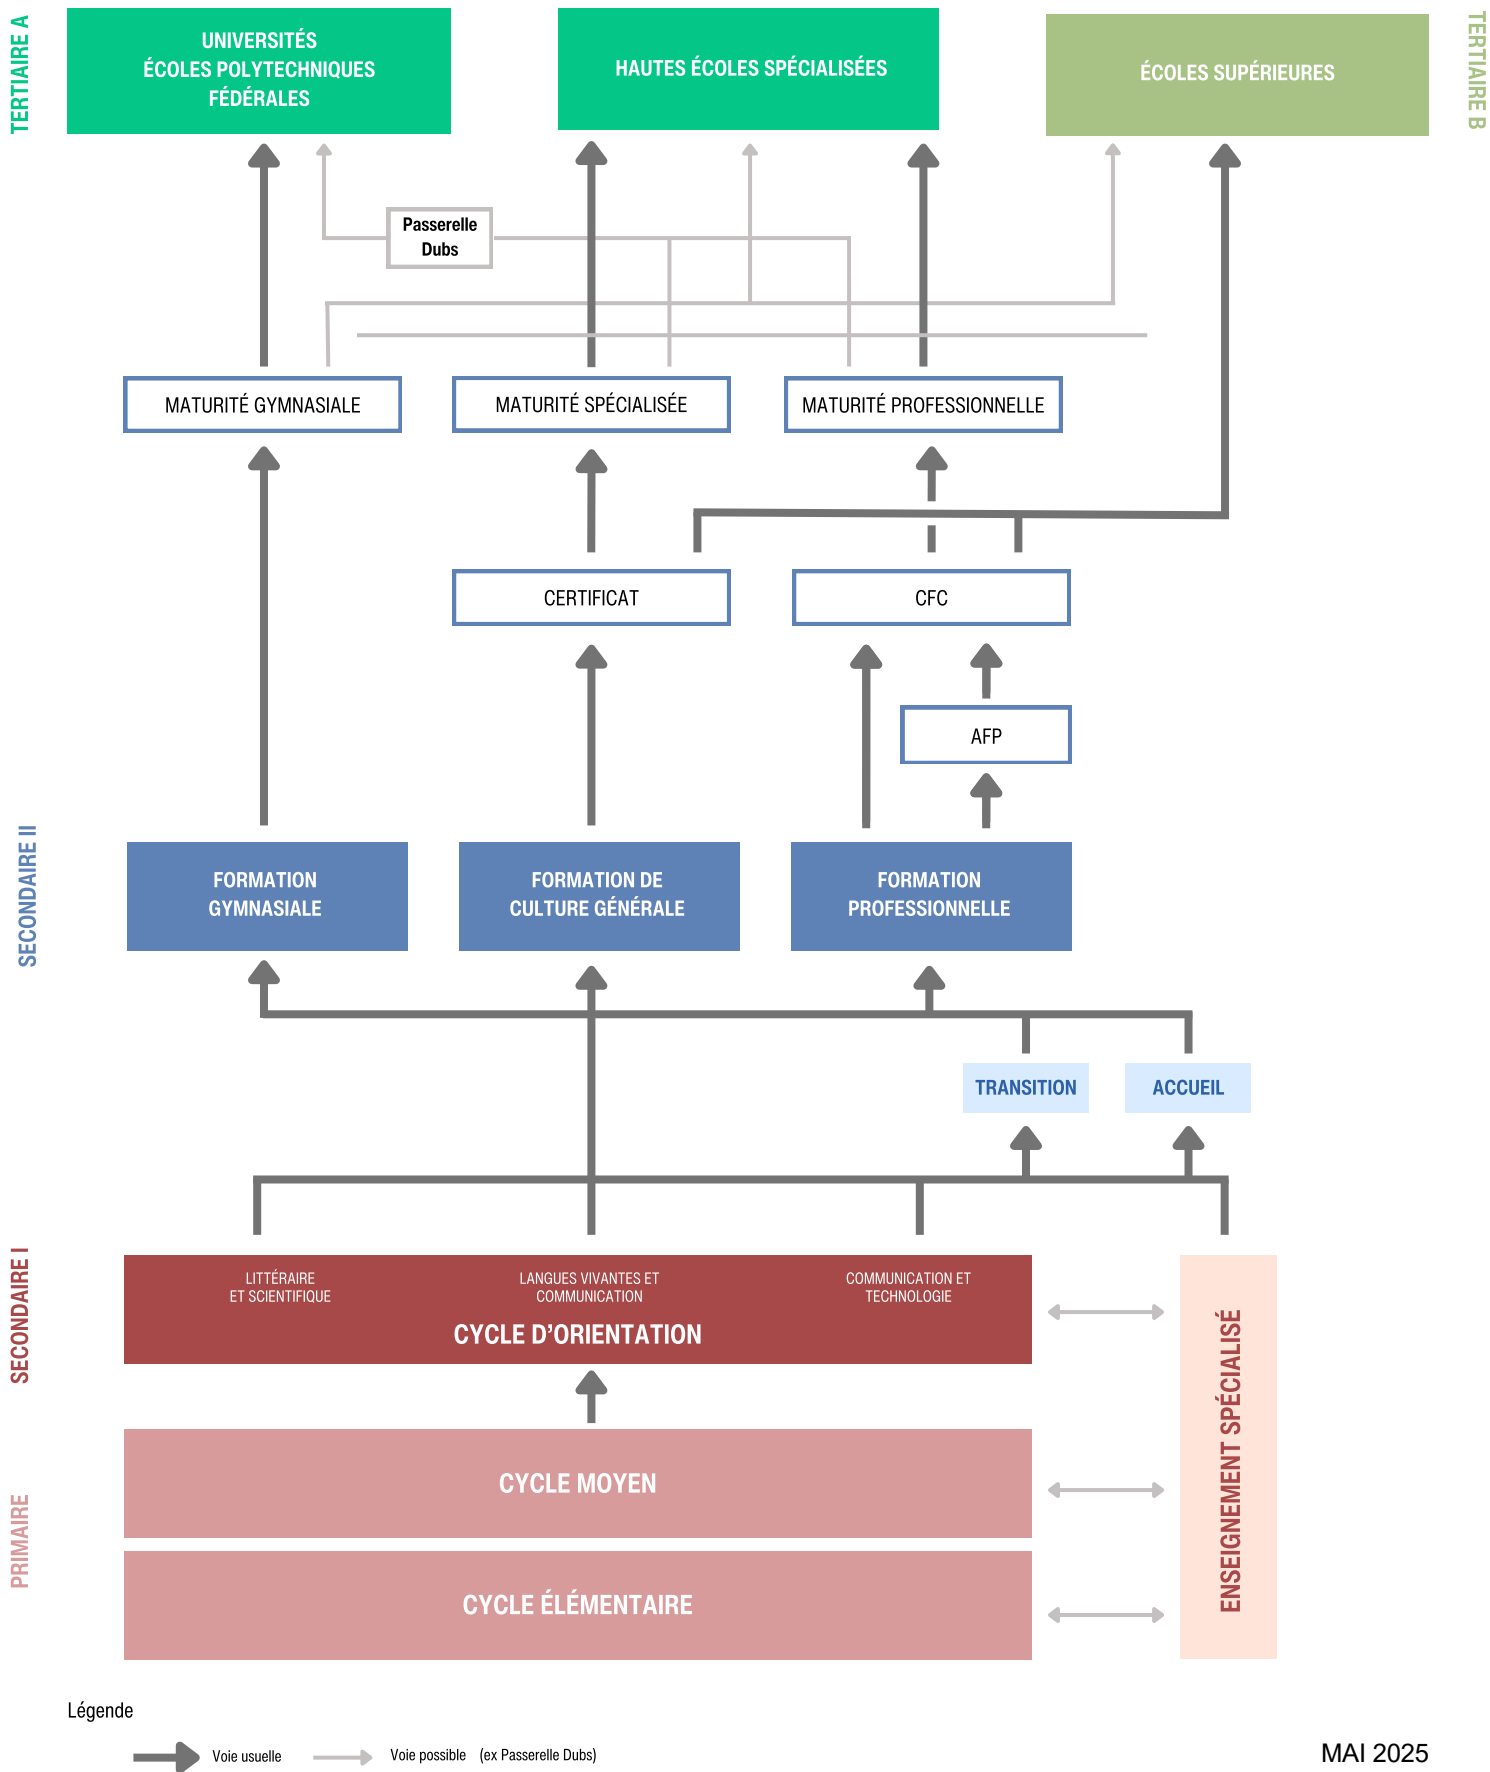 TERTIAIRE A
UNIVERSITÉS
ÉCOLES POLYTECHNIQUES
FÉDÉRALES
HAUTES ÉCOLES SPÉCIALISÉES
ÉCOLES SUPÉRIEURES
TERTIAIRE B
Passerelle
Dubs
MATURITÉ GYMNASIALE
MATURITÉ SPÉCIALISÉE
MATURITÉ PROFESSIONNELLE
CERTIFICAT
CFC
AFP
SECONDAIRE II
FORMATION
GYMNASIALE
FORMATION DE
CULTURE GÉNÉRALE
FORMATION
PROFESSIONNELLE
TRANSITION
ACCUEIL
SECONDAIRE I
LITTÉRAIRE
ET SCIENTIFIQUE
LANGUES VIVANTES ET
COMMUNICATION
COMMUNICATION ET
TECHNOLOGIE
CYCLE D’ORIENTATION
ENSEIGNEMENT SPÉCIALISÉ
PRIMAIRE
CYCLE MOYEN
CYCLE ÉLÉMENTAIRE
Légende
Voie usuelle
Voie possible (ex Passerelle Dubs)
MAI 2025